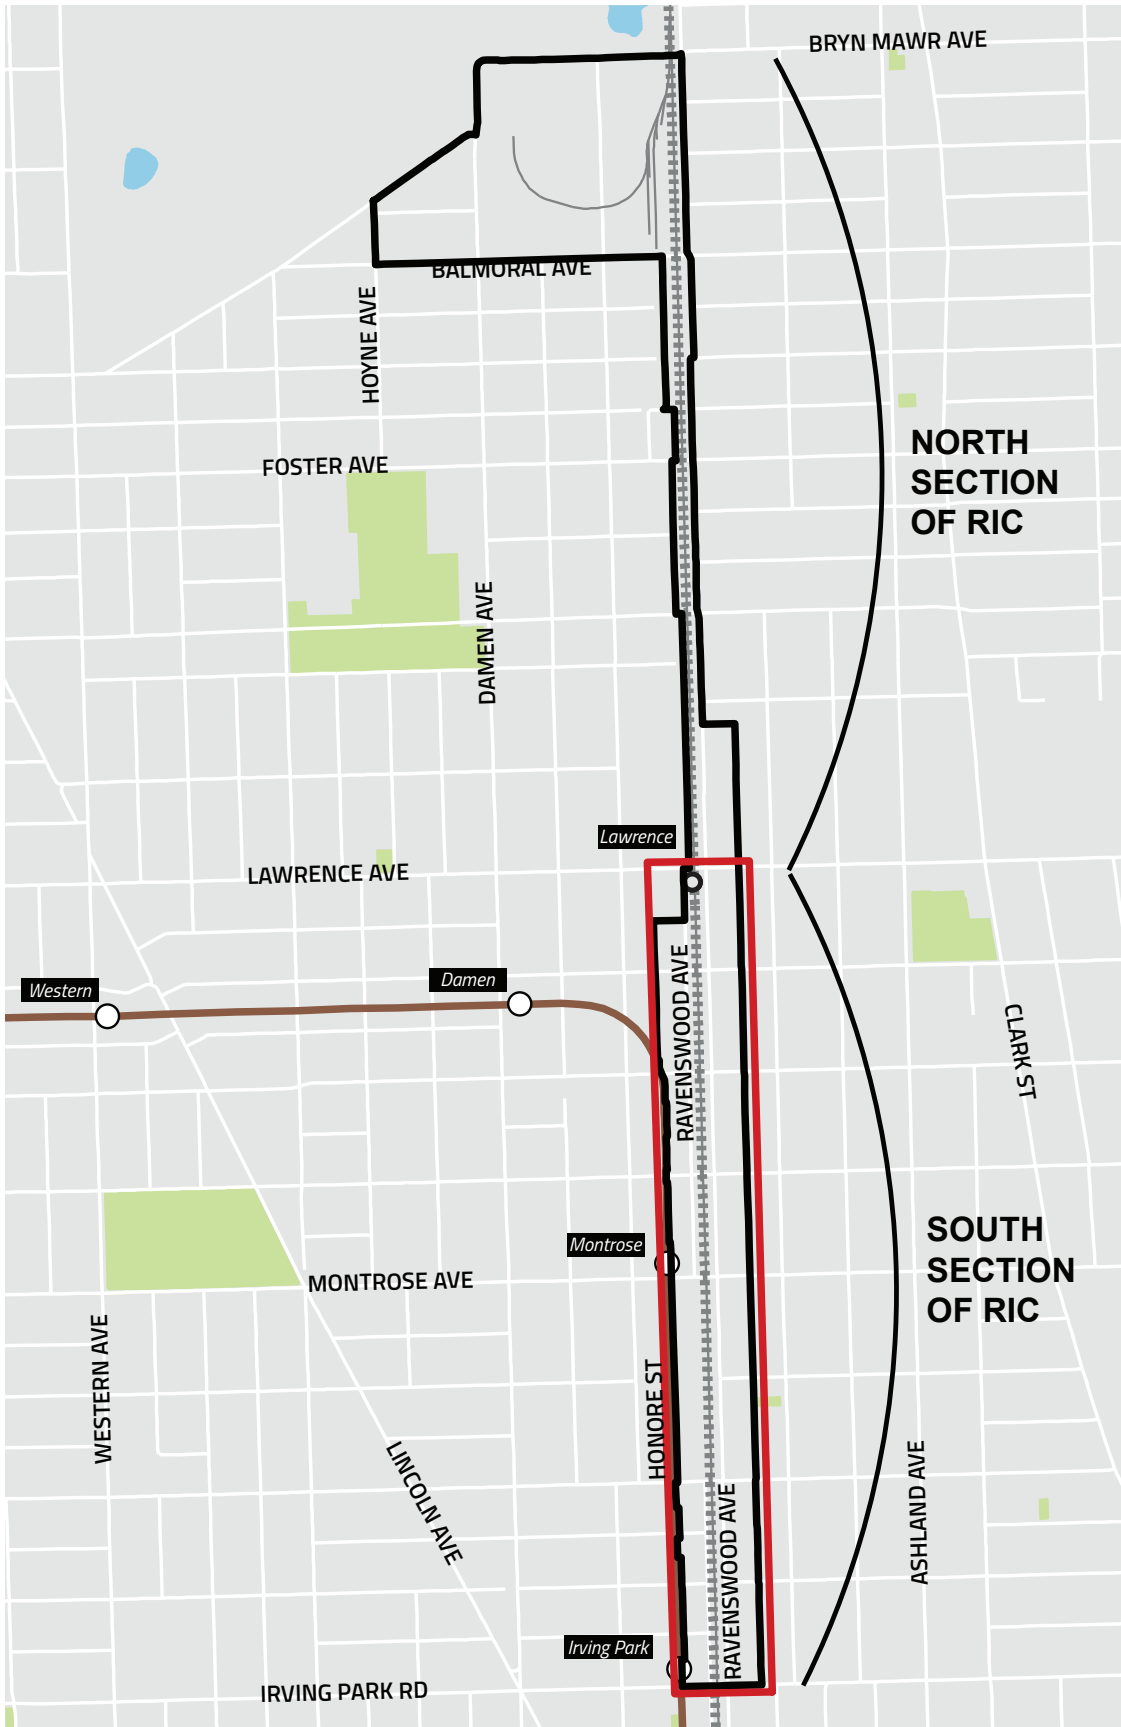 BRYN MAWR AVE
BALMORAL AVE
HOYNE AVE
FOSTER AVE
NORTH
SECTION
OF RIC
DAMEN AVE
Lawrence
LAWRENCE AVE
Western
Damen
RAVENSWOOD AVE
CLARK ST
Montrose
MONTROSE AVE
SOUTH
SECTION
OF RIC
WESTERN AVE
HONORE ST
LINCOLN AVE
ASHLAND AVE
RAVENSWOOD AVE
Irving Park
IRVING PARK RD